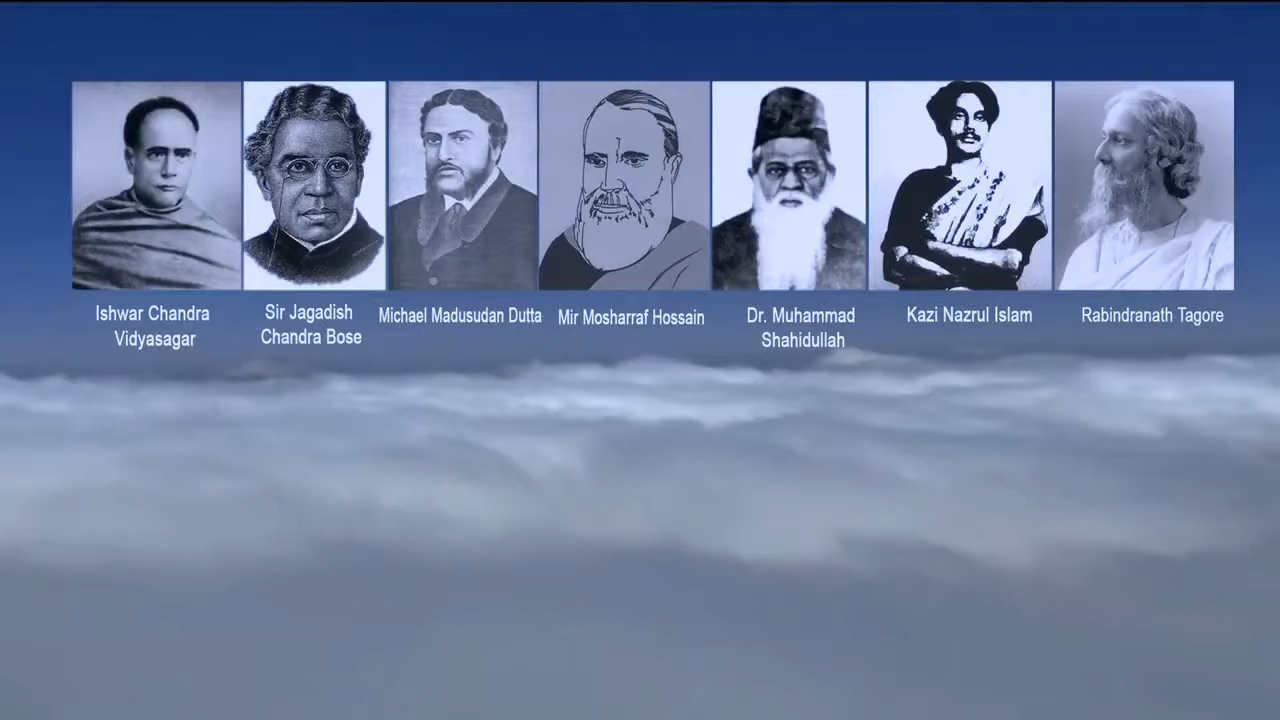 Ishwar Chandra
Vidyasagar
Sir Jagadish
Chandra Bose
Michael Madusudan Dutta
Mir Mosharraf Hossain
Dr. Muhammad
Shahidullah
Kazi Nazrul Islam
Rabindranath Tagore